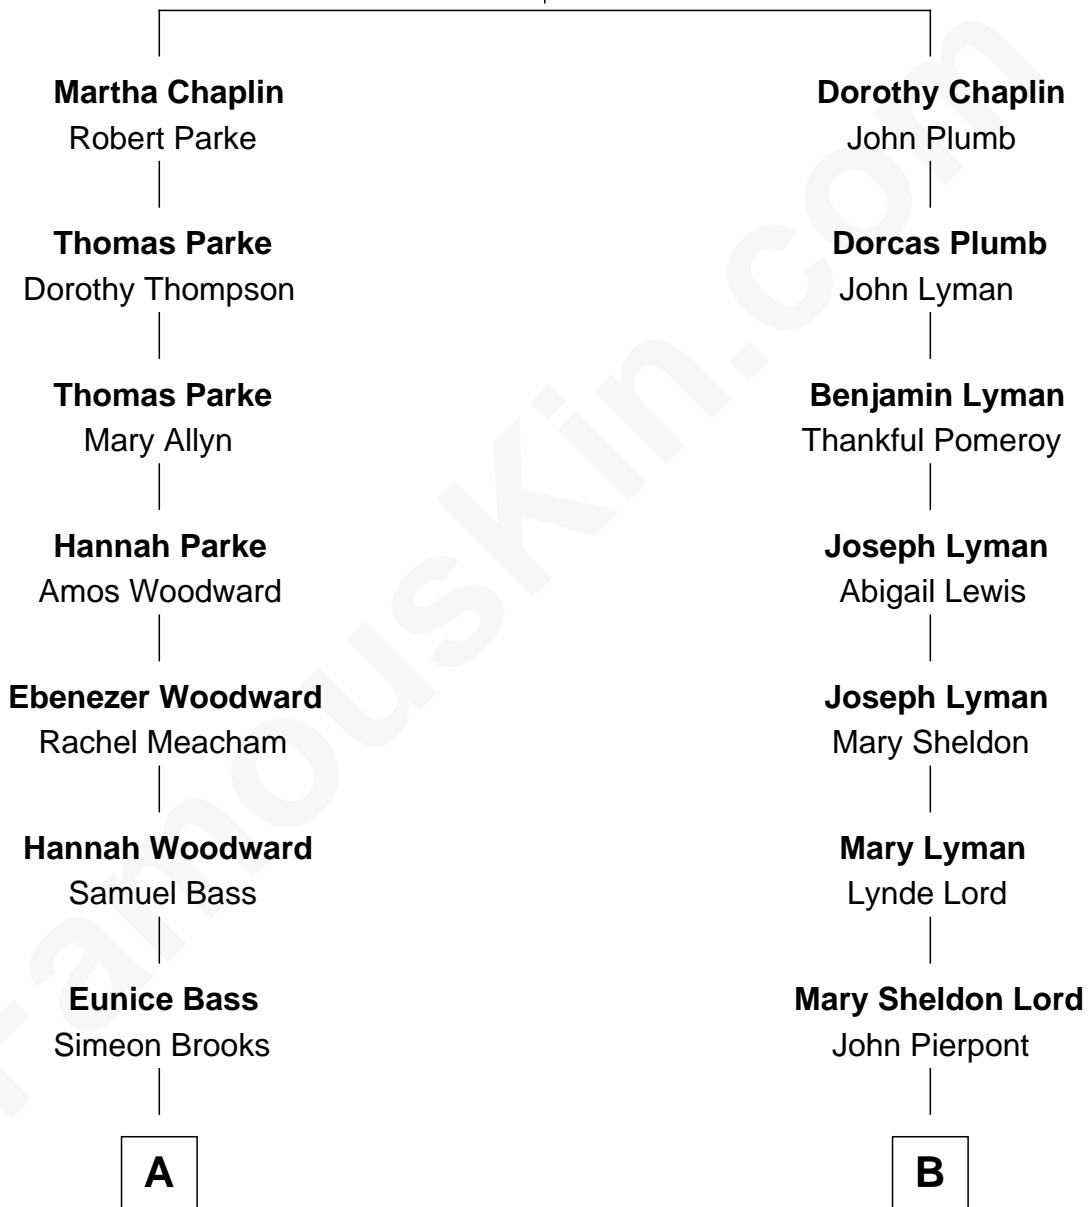 Martha Chaplin
Robert Parke
Thomas Parke
Dorothy Thompson
Thomas Parke
Mary Allyn
Hannah Parke
Amos Woodward
Ebenezer Woodward
Rachel Meacham
Hannah Woodward
Samuel Bass
Eunice Bass
Simeon Brooks
A
Dorothy Chaplin
John Plumb
Dorcas Plumb
John Lyman
Benjamin Lyman
Thankful Pomeroy
Joseph Lyman
Abigail Lewis
Joseph Lyman
Mary Sheldon
Mary Lyman
Lynde Lord
Mary Sheldon Lord
John Pierpont
B
FamousKin.com